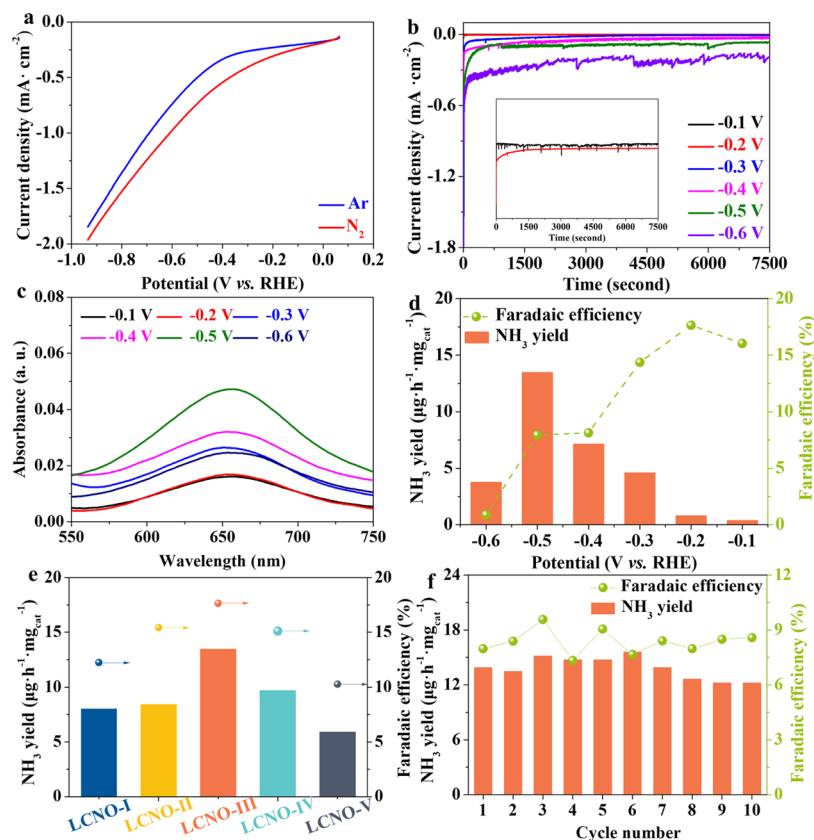 a
Current density (mA· cm⁻²)
0.0
-0.5
-1.0
-1.5
-2.0
-1.0 -0.8 -0.6 -0.4 -0.2 0.0 0.2
Potential (V vs. RHE)
Ar
N₂
b
Current density (mA ·cm⁻²)
0.0
-0.6
-1.2
-1.8
0 1500 3000 4500 6000 7500
Time (second)
-0.1 V
-0.2 V
-0.3 V
-0.4 V
-0.5 V
-0.6 V
0 1500 3000 4500 6000 7500
Time (second)
c
Absorbance (a. u.)
0.08
0.06
0.04
0.02
0.00
550 600 650 700 750
Wavelength (nm)
-0.1 V -0.2 V -0.3 V
-0.4 V -0.5 V -0.6 V
d
NH₃ yield (μg·h⁻¹·mg_cat⁻¹)
20
15
10
5
0
-0.6 -0.5 -0.4 -0.3 -0.2 -0.1
Potential (V vs. RHE)
Faradaic efficiency
NH₃ yield
20
15
10
5
0
Faradaic efficiency (%)
e
NH₃ yield (μg·h⁻¹·mg_cat⁻¹)
20
15
10
5
0
LCNO-I LCNO-II LCNO-III LCNO-IV LCNO-V
20
15
10
5
0
Faradaic efficiency (%)
f
NH₃ yield (μg·h⁻¹·mg_cat⁻¹)
24
18
12
6
0
1 2 3 4 5 6 7 8 9 10
Cycle number
Faradaic efficiency
NH₃ yield
12
9
6
3
0
Faradaic efficiency (%)